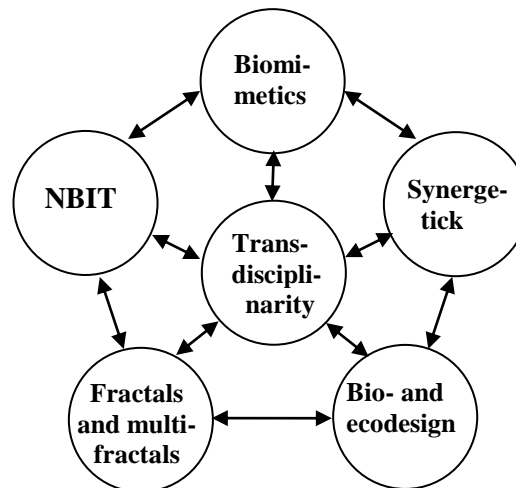 Biomi-
metics
NBIT
Synerge-
tick
Trans-
discipli-
narity
Fractals
and multi-
fractals
Bio- and
ecodesign